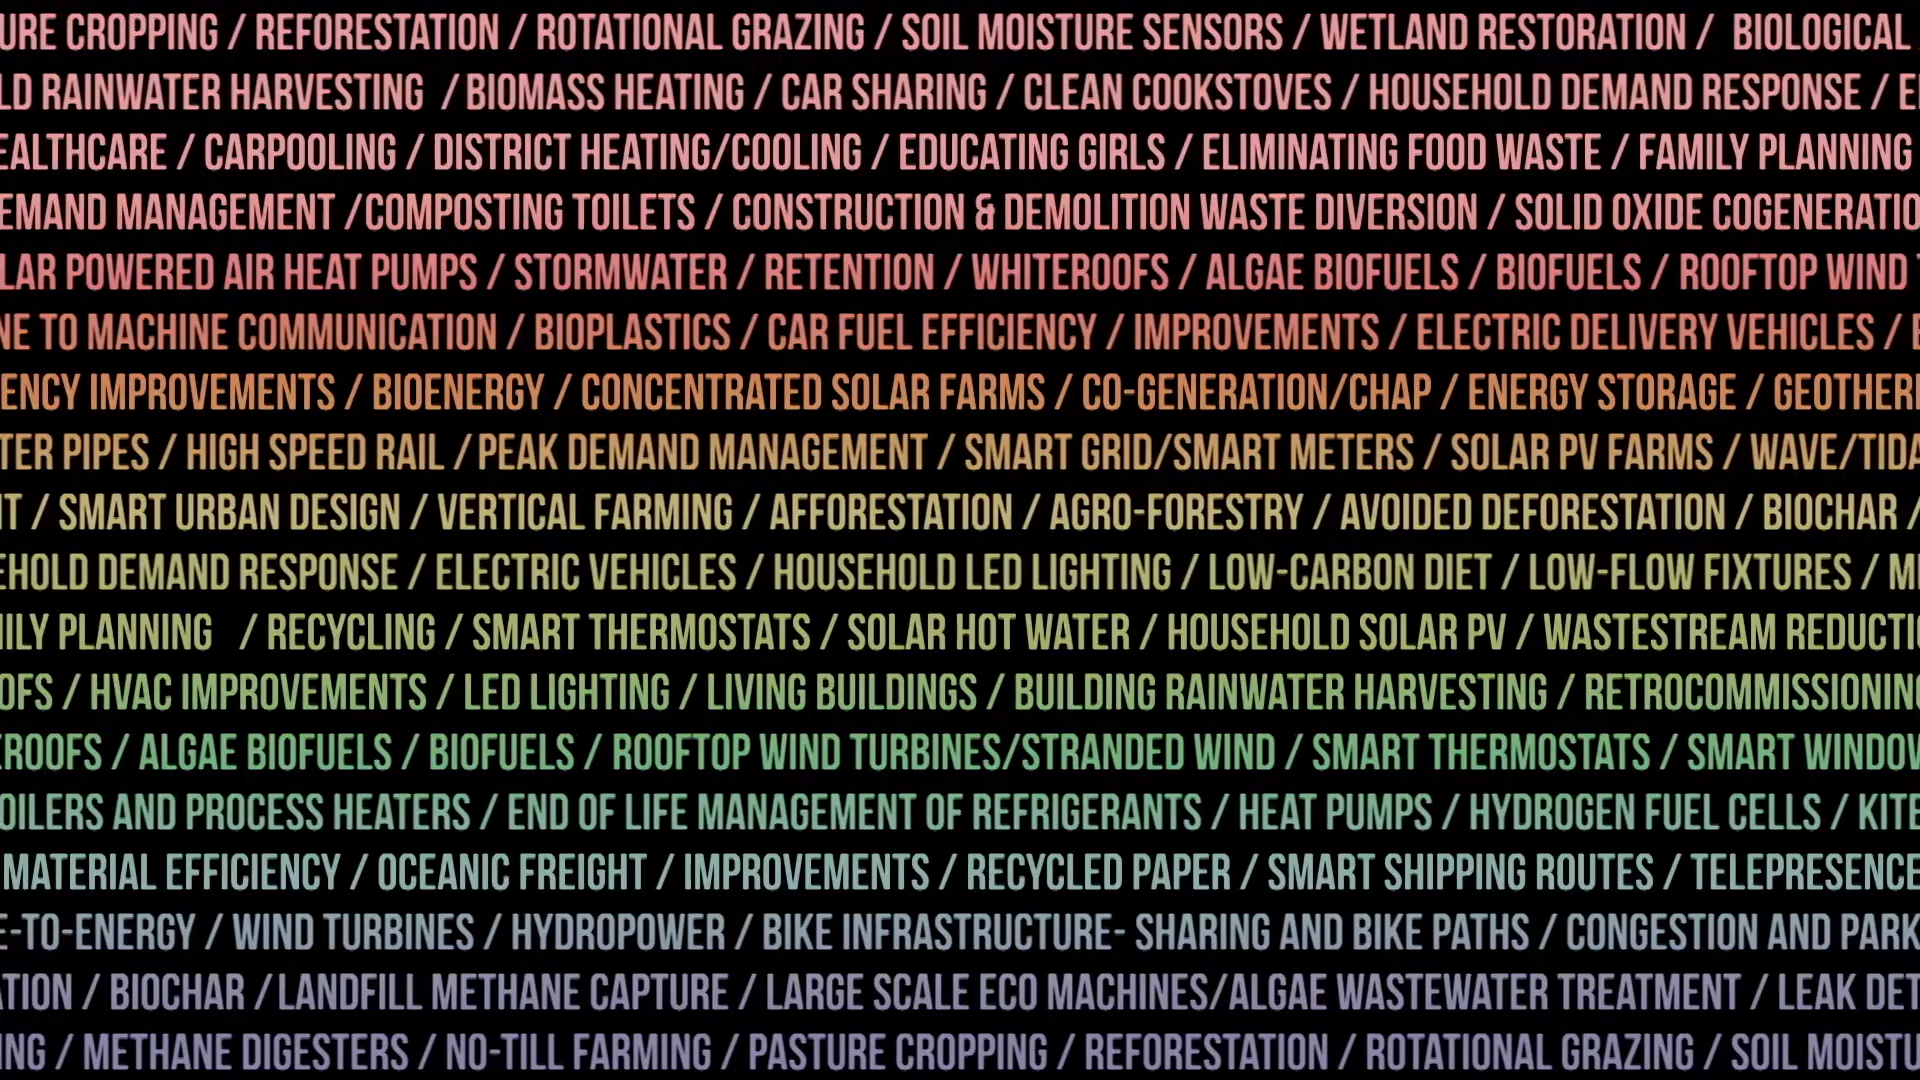 URE CROPPING / REFORESTATION / ROTATIONAL GRAZING / SOIL MOISTURE SENSORS / WETLAND RESTORATION / BIOLOGICAL
LD RAINWATER HARVESTING / BIOMASS HEATING / CAR SHARING / CLEAN COOKSTOVES / HOUSEHOLD DEMAND RESPONSE /
EALTHCARE / CARPOOLING / DISTRICT HEATING/COOLING / EDUCATING GIRLS / ELIMINATING FOOD WASTE / FAMILY PLANNING
EMAND MANAGEMENT /COMPOSTING TOILETS / CONSTRUCTION & DEMOLITION WASTE DIVERSION / SOLID OXIDE COGENERATIO
LAR POWERED AIR HEAT PUMPS / STORMWATER / RETENTION / WHITEROOFS / ALGAE BIOFUELS / BIOFUELS / ROOFTOP WIND
NE TO MACHINE COMMUNICATION / BIOPLASTICS / CAR FUEL EFFICIENCY / IMPROVEMENTS / ELECTRIC DELIVERY VEHICLES /
ENCY IMPROVEMENTS / BIOENERGY / CONCENTRATED SOLAR FARMS / CO-GENERATION/CHAP / ENERGY STORAGE / GEOTHER
TER PIPES / HIGH SPEED RAIL / PEAK DEMAND MANAGEMENT / SMART GRID/SMART METERS / SOLAR PV FARMS / WAVE/TIDA
T / SMART URBAN DESIGN / VERTICAL FARMING / AFFORESTATION / AGRO-FORESTRY / AVOIDED DEFORESTATION / BIOCHAR /
EHOLD DEMAND RESPONSE / ELECTRIC VEHICLES / HOUSEHOLD LED LIGHTING / LOW-CARBON DIET / LOW-FLOW FIXTURES / M
ILY PLANNING / RECYCLING / SMART THERMOSTATS / SOLAR HOT WATER / HOUSEHOLD SOLAR PV / WASTESTREAM REDUCTI
OFS / HVAC IMPROVEMENTS / LED LIGHTING / LIVING BUILDINGS / BUILDING RAINWATER HARVESTING / RETROCOMMISSIONING
EROOFS / ALGAE BIOFUELS / BIOFUELS / ROOFTOP WIND TURBINES/STRANDED WIND / SMART THERMOSTATS / SMART WINDOW
OILERS AND PROCESS HEATERS / END OF LIFE MANAGEMENT OF REFRIGERANTS / HEAT PUMPS / HYDROGEN FUEL CELLS / KITE
MATERIAL EFFICIENCY / OCEANIC FREIGHT / IMPROVEMENTS / RECYCLED PAPER / SMART SHIPPING ROUTES / TELEPRESENCE
E-TO-ENERGY / WIND TURBINES / HYDROPOWER / BIKE INFRASTRUCTURE- SHARING AND BIKE PATHS / CONGESTION AND PARK
ATION / BIOCHAR / LANDFILL METHANE CAPTURE / LARGE SCALE ECO MACHINES/ALGAE WASTEWATER TREATMENT / LEAK DET
ING / METHANE DIGESTERS / NO-TILL FARMING / PASTURE CROPPING / REFORESTATION / ROTATIONAL GRAZING / SOIL MOISTU